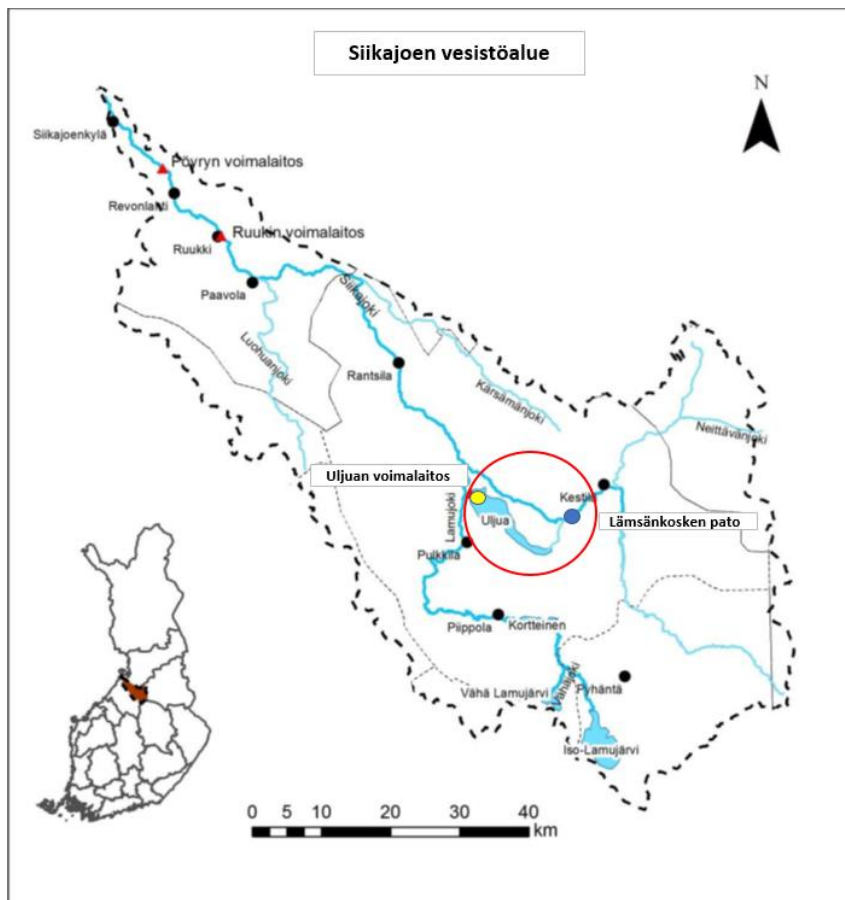 Siikajoen vesistöalue
N
Siikajoenkylä
Pöyryn voimalaitos
Revonlahti
Ruukin voimalaitos
Ruukki
Paavola
Siikajoki
Luohuanjoki
Rantsila
Kärsämänjoki
Neittävänjoki
Uljuan voimalaitos
Kestilä
Lamujoki
Uljua
Lämsänkosken pato
Pulkkila
Piippola
Kortteinen
Vähäjoki
Vähä Lamujärvi
Pyhäntä
Iso-Lamujärvi
0 5 10 20 30 40
km